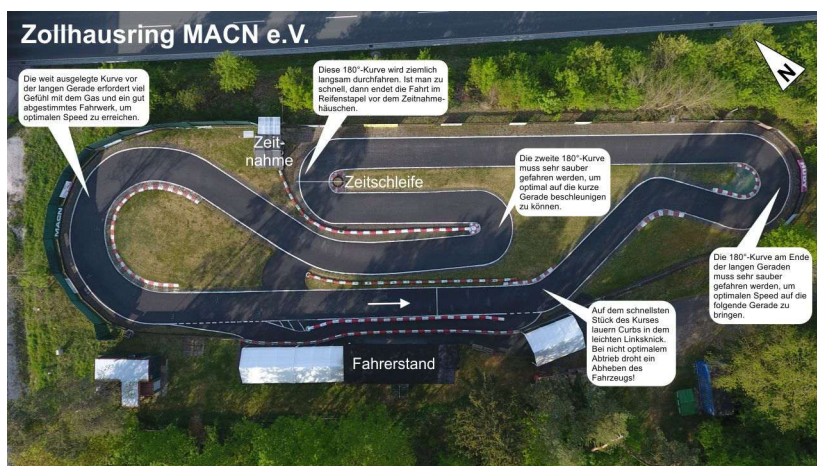 Zollhausring MACN e.V.
Die weit ausgelegte Kurve vor
der langen Gerade erfordert viel
Gefühl mit dem Gas und ein gut
abgestimmtes Fahrwerk, um
optimalen Speed zu erreichen.
Diese 180°-Kurve wird ziemlich
langsam durchfahren. Ist man zu
schnell, dann endet die Fahrt im
Reifenstapel vor dem Zeitnahme-
häuschen.
N
Zeit-
nahme
Zeitschleife
Die zweite 180°-Kurve
muss sehr sauber
gefahren werden, um
optimal auf die kurze
Gerade beschleunigen
zu können.
MACN
Die 180°-Kurve am Ende
der langen Geraden
muss sehr sauber
gefahren werden, um
optimalen Speed auf die
folgende Gerade zu
bringen.
Auf dem schnellsten
Stück des Kurses
lauern Curbs in dem
leichten Linksknick.
Bei nicht optimalem
Abtrieb droht ein
Abheben des
Fahrzeugs!
Fahrerstand